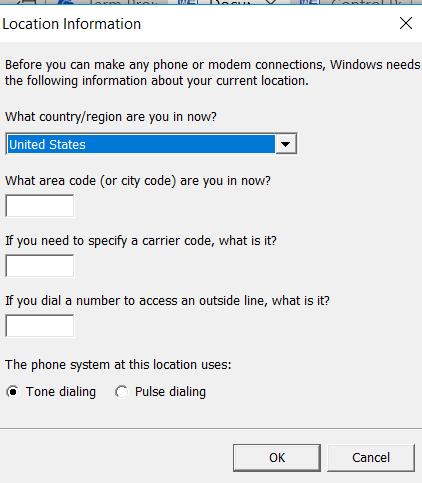 Location Information
Before you can make any phone or modem connections, Windows needs
the following information about your current location.
What country/region are you in now?
United States
What area code (or city code) are you in now?
If you need to specify a carrier code, what is it?
If you dial a number to access an outside line, what is it?
The phone system at this location uses:
Tone dialing Pulse dialing
OK Cancel